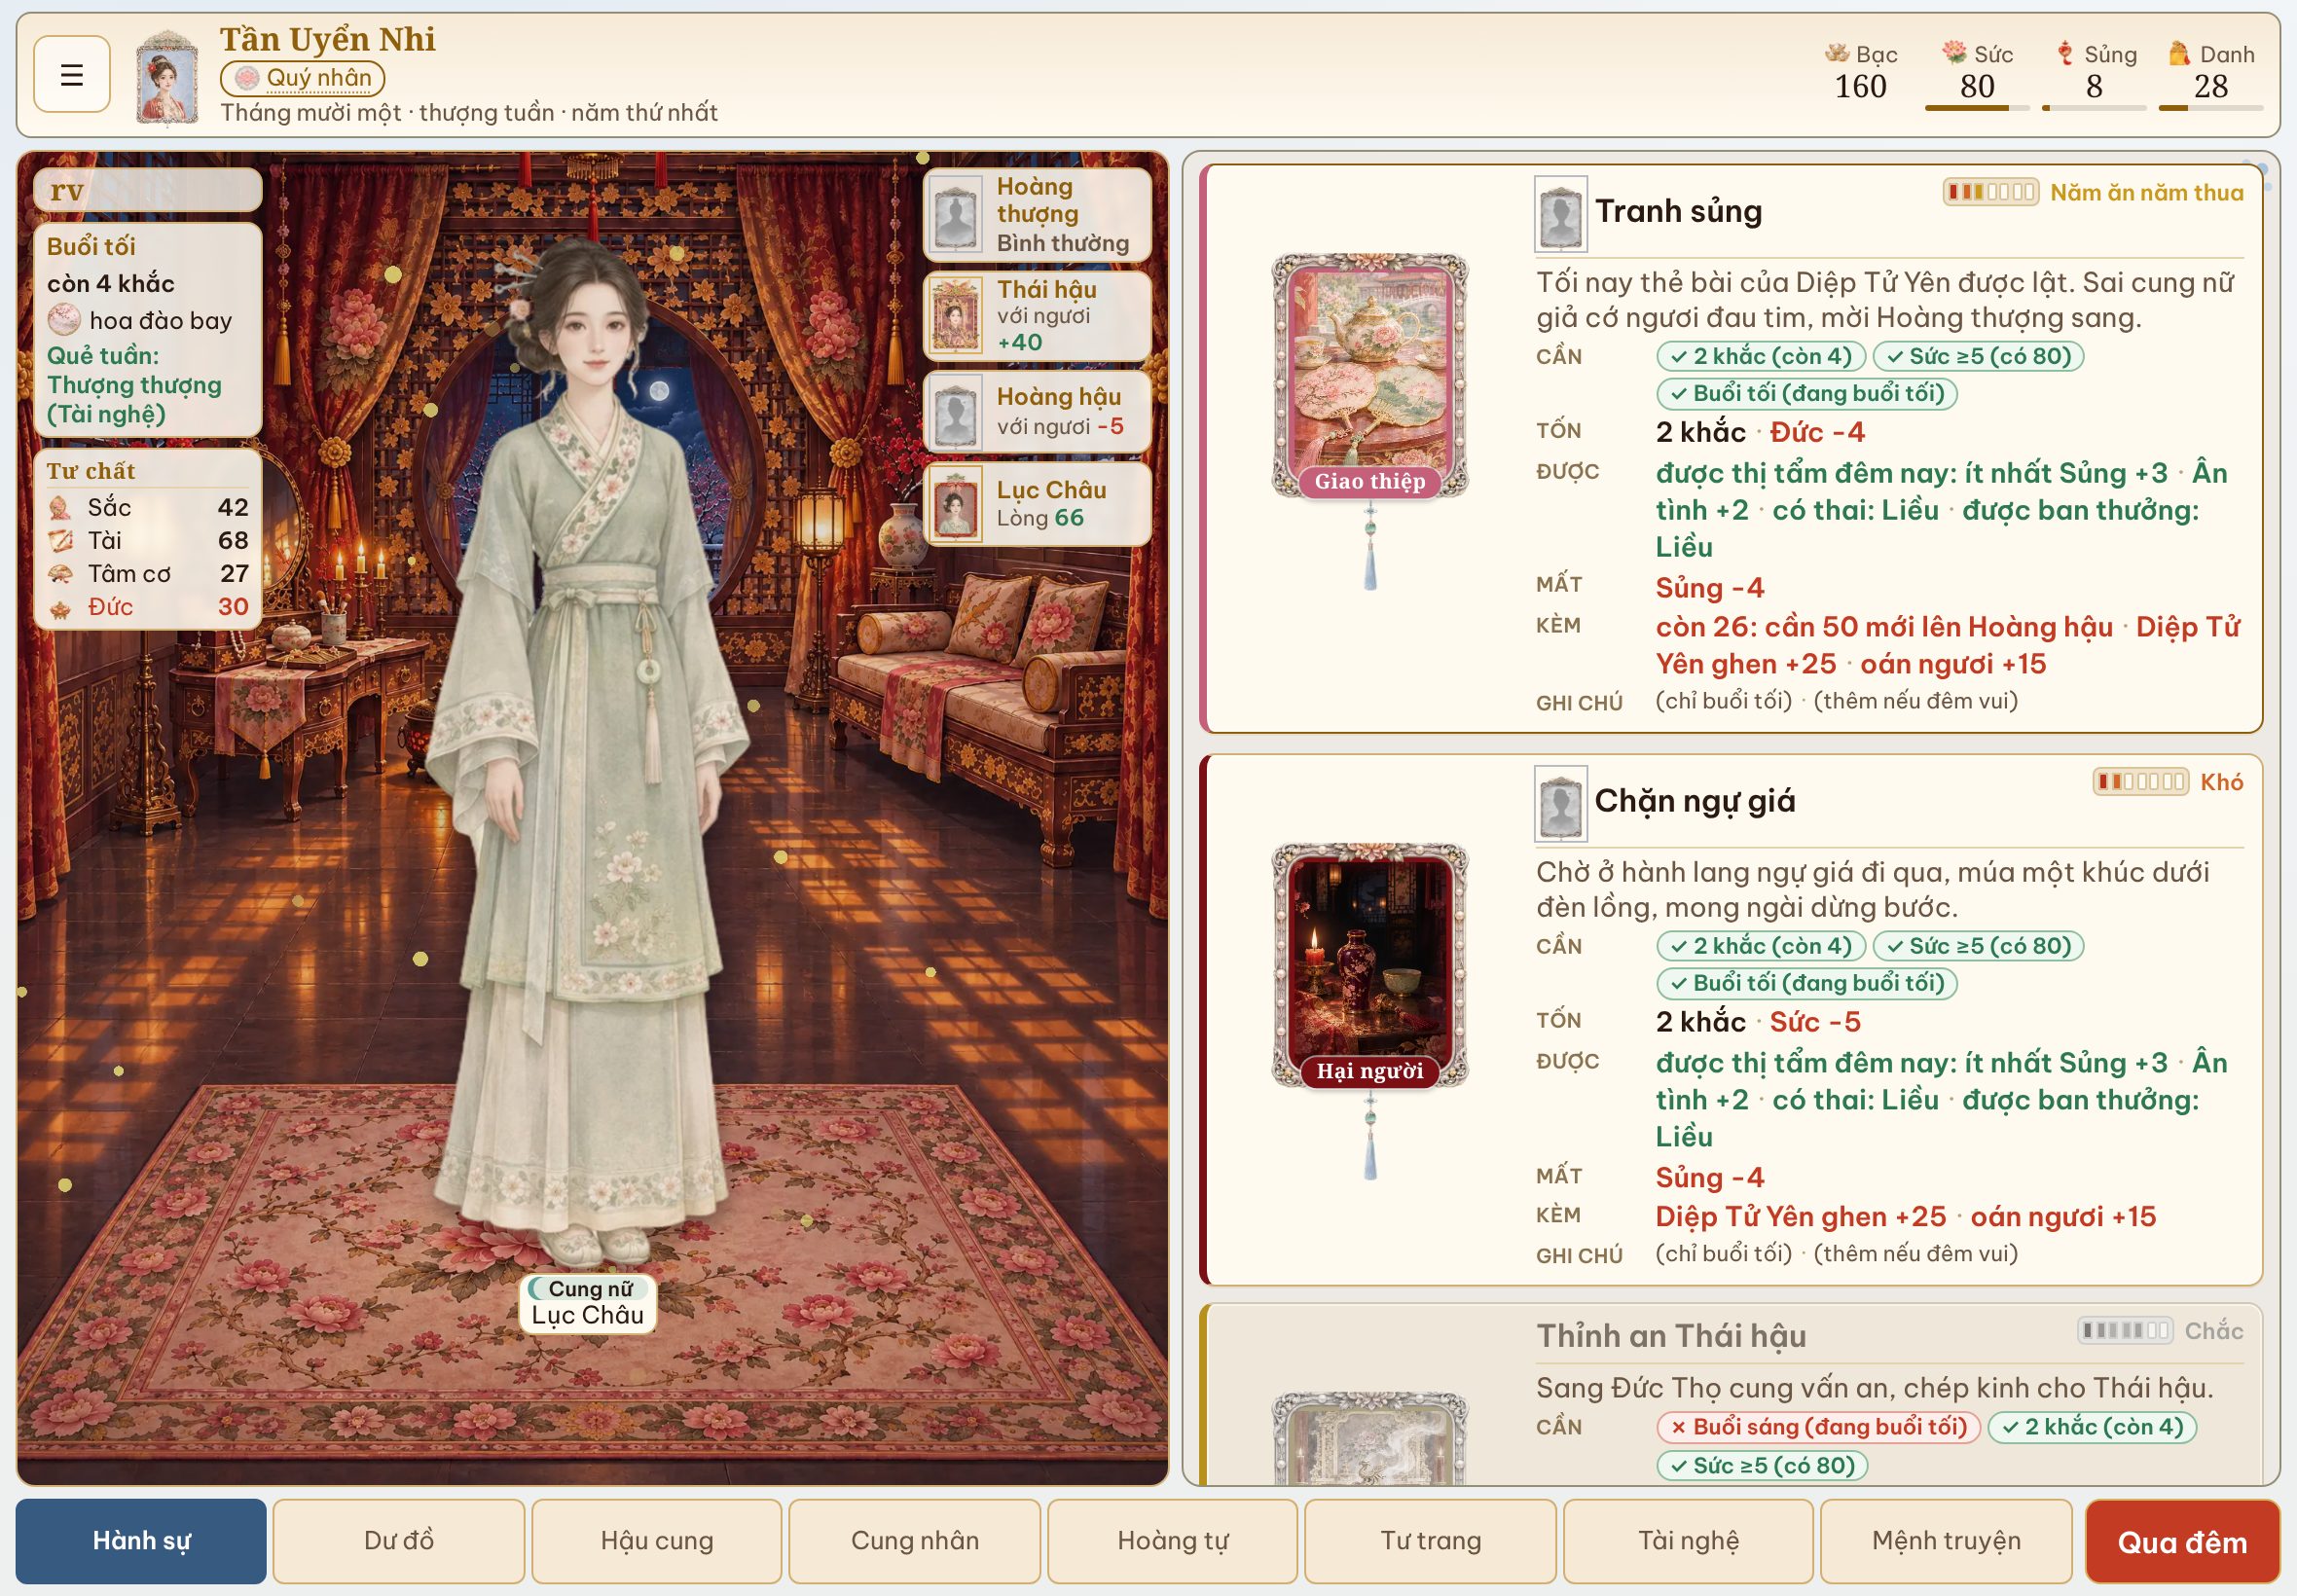 ☰
Tần Uyển Nhi
Quý nhân
Tháng mười một · thượng tuần · năm thứ nhất
Bạc
160
Sức
80
Sủng
8
Danh
28
rv
Buổi tối
còn 4 khắc
hoa đào bay
Quẻ tuần:
Thượng thượng
(Tài nghệ)
Tư chất
Sắc 42
Tài 68
Tâm cơ 27
Đức 30
Hoàng
thượng
Bình thường
Thái hậu
với ngươi
+40
Hoàng hậu
với ngươi -5
Lục Châu
Lòng 66
Cung nữ
Lục Châu
Tranh sủng
Năm ăn năm thua
Giao thiệp
Tối nay thẻ bài của Diệp Tử Yên được lật. Sai cung nữ
giả cớ ngươi đau tim, mời Hoàng thượng sang.
CẦN ✓ 2 khắc (còn 4) ✓ Sức ≥5 (có 80)
✓ Buổi tối (đang buổi tối)
TỐN 2 khắc · Đức -4
ĐƯỢC được thị tẩm đêm nay: ít nhất Sủng +3 · Ân
tình +2 · có thai: Liều · được ban thưởng:
Liều
MẤT Sủng -4
KÈM còn 26: cần 50 mới lên Hoàng hậu · Diệp Tử
Yên ghen +25 · oán ngươi +15
GHI CHÚ (chỉ buổi tối) · (thêm nếu đêm vui)
Chặn ngự giá
Khó
Hại người
Chờ ở hành lang ngự giá đi qua, múa một khúc dưới
đèn lồng, mong ngài dừng bước.
CẦN ✓ 2 khắc (còn 4) ✓ Sức ≥5 (có 80)
✓ Buổi tối (đang buổi tối)
TỐN 2 khắc · Sức -5
ĐƯỢC được thị tẩm đêm nay: ít nhất Sủng +3 · Ân
tình +2 · có thai: Liều · được ban thưởng:
Liều
MẤT Sủng -4
KÈM Diệp Tử Yên ghen +25 · oán ngươi +15
GHI CHÚ (chỉ buổi tối) · (thêm nếu đêm vui)
Thỉnh an Thái hậu
Chắc
Sang Đức Thọ cung vấn an, chép kinh cho Thái hậu.
CẦN × Buổi sáng (đang buổi tối) ✓ 2 khắc (còn 4)
✓ Sức ≥5 (có 80)
Hành sự
Dư đồ
Hậu cung
Cung nhân
Hoàng tự
Tư trang
Tài nghệ
Mệnh truyện
Qua đêm